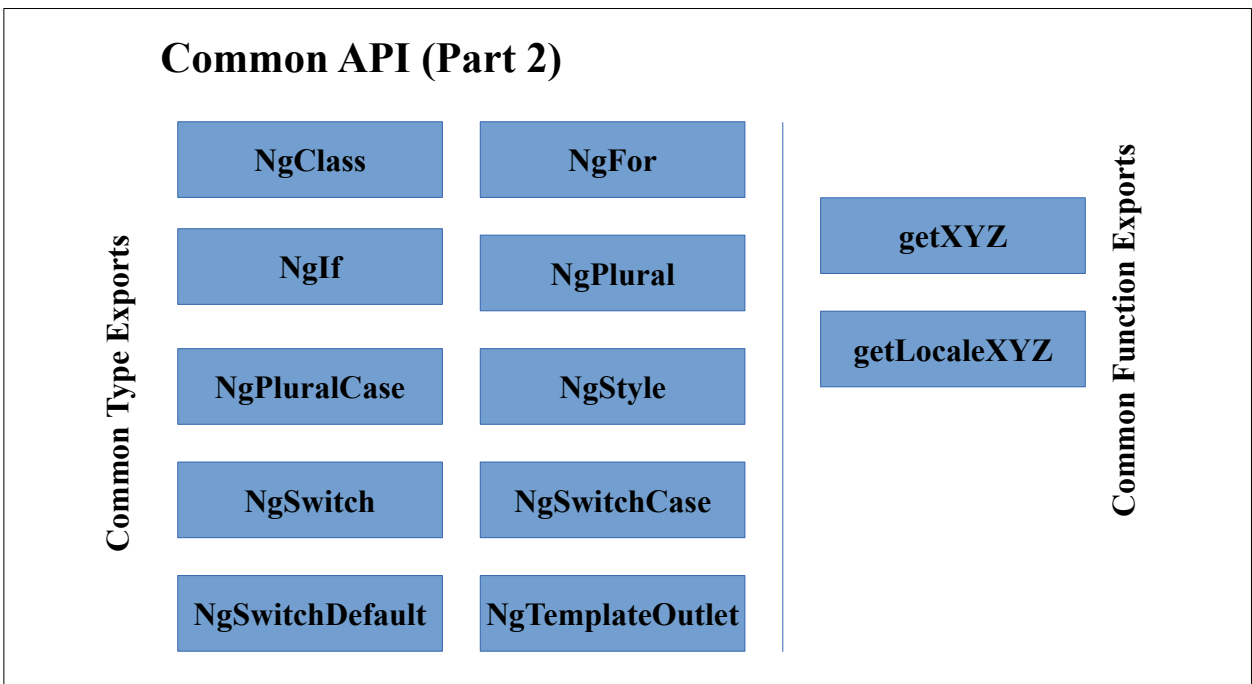 Common API (Part 2)
Common Type Exports
NgClass
NgFor
NgIf
NgPlural
NgPluralCase
NgStyle
NgSwitch
NgSwitchCase
NgSwitchDefault
NgTemplateOutlet
getXYZ
getLocaleXYZ
Common Function Exports